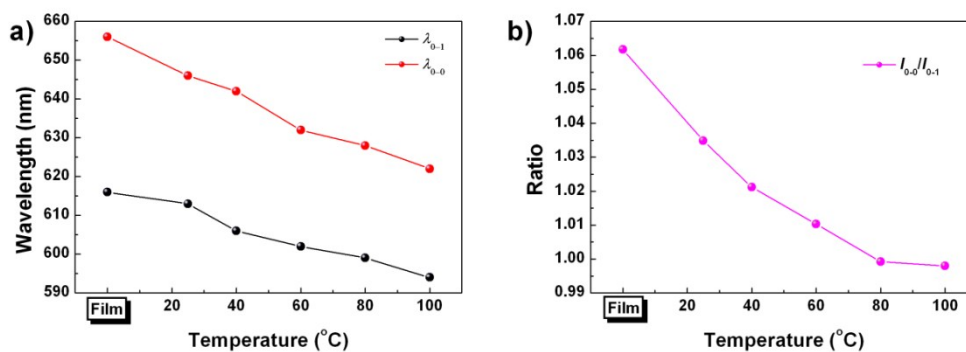 a)
660
650
640
630
620
610
600
590
Wavelength (nm)
λ0–1
λ0–0
Film
20
40
60
80
100
Temperature (°C)
b)
1.07
1.06
1.05
1.04
1.03
1.02
1.01
1.00
0.99
Ratio
I0-0/I0-1
Film
20
40
60
80
100
Temperature (°C)